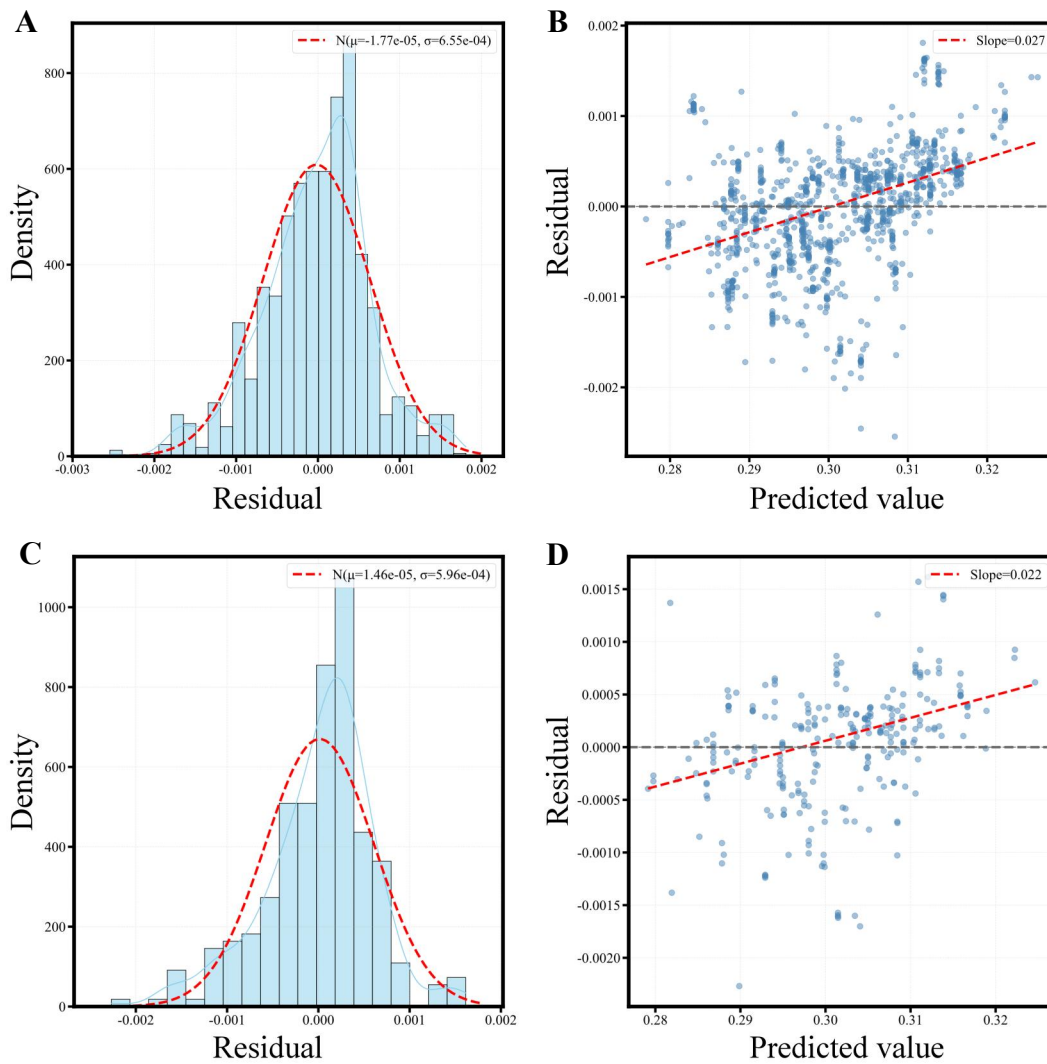 A
N(μ=-1.77e-05, σ=6.55e-04)
Density
800
600
400
200
0
-0.003
-0.002
-0.001
0.000
0.001
0.002
Residual
B
Slope=0.027
Residual
0.002
0.001
0.000
-0.001
-0.002
0.28
0.29
0.30
0.31
0.32
Predicted value
C
N(μ=1.46e-05, σ=5.96e-04)
Density
1000
800
600
400
200
0
-0.002
-0.001
0.000
0.001
0.002
Residual
D
Slope=0.022
Residual
0.0015
0.0010
0.0005
0.0000
-0.0005
-0.0010
-0.0015
-0.0020
0.28
0.29
0.30
0.31
0.32
Predicted value